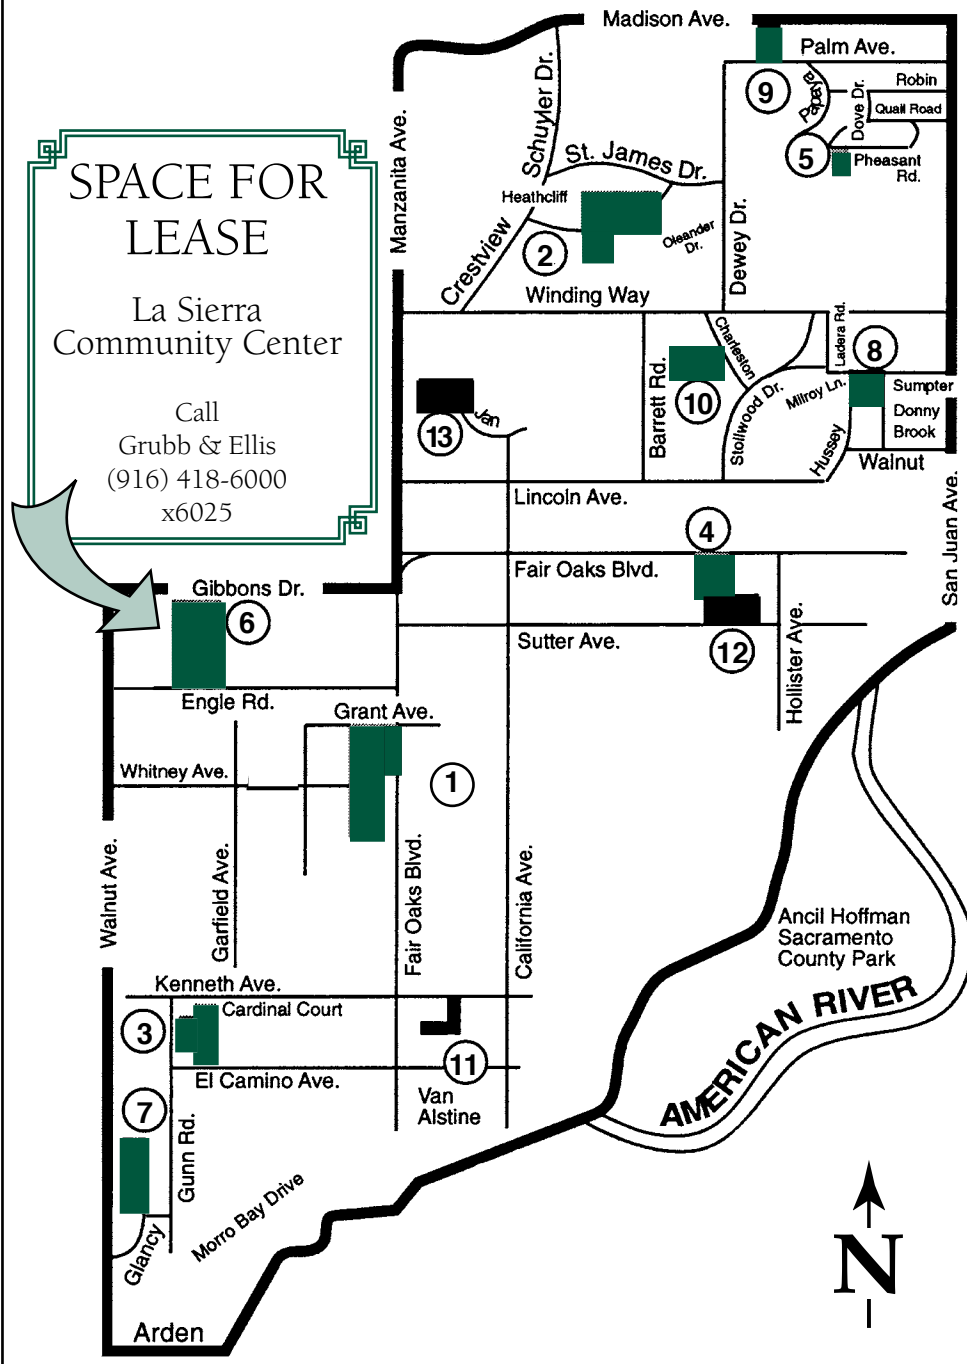 Madison Ave.
Palm Ave.
Robin
Quail Road
Dove Dr.
Papaya
9
5
Pheasant
Rd.
Manzanita Ave.
Schuyler Dr.
St. James Dr.
Heathcliff
Oleander
Dr.
Dewey Dr.
Crestview
2
Winding Way
SPACE FOR
LEASE
La Sierra
Community Center
Call
Grubb & Ellis
(916) 418-6000
x6025
Ladera Rd.
8
Charleston
Barrett Rd.
10
Stollwood Dr.
Milroy Ln.
Sumpter
Donny
Brook
Hussey
Walnut
Jan
13
Lincoln Ave.
San Juan Ave.
4
Fair Oaks Blvd.
Gibbons Dr.
6
Sutter Ave.
12
Hollister Ave.
Engle Rd.
Grant Ave.
Whitney Ave.
1
Walnut Ave.
Garfield Ave.
Fair Oaks Blvd.
California Ave.
Ancil Hoffman
Sacramento
County Park
AMERICAN RIVER
Kenneth Ave.
Cardinal Court
3
El Camino Ave.
11
Van
Alstine
7
Gunn Rd.
Morro Bay Drive
Glancy
Arden
N